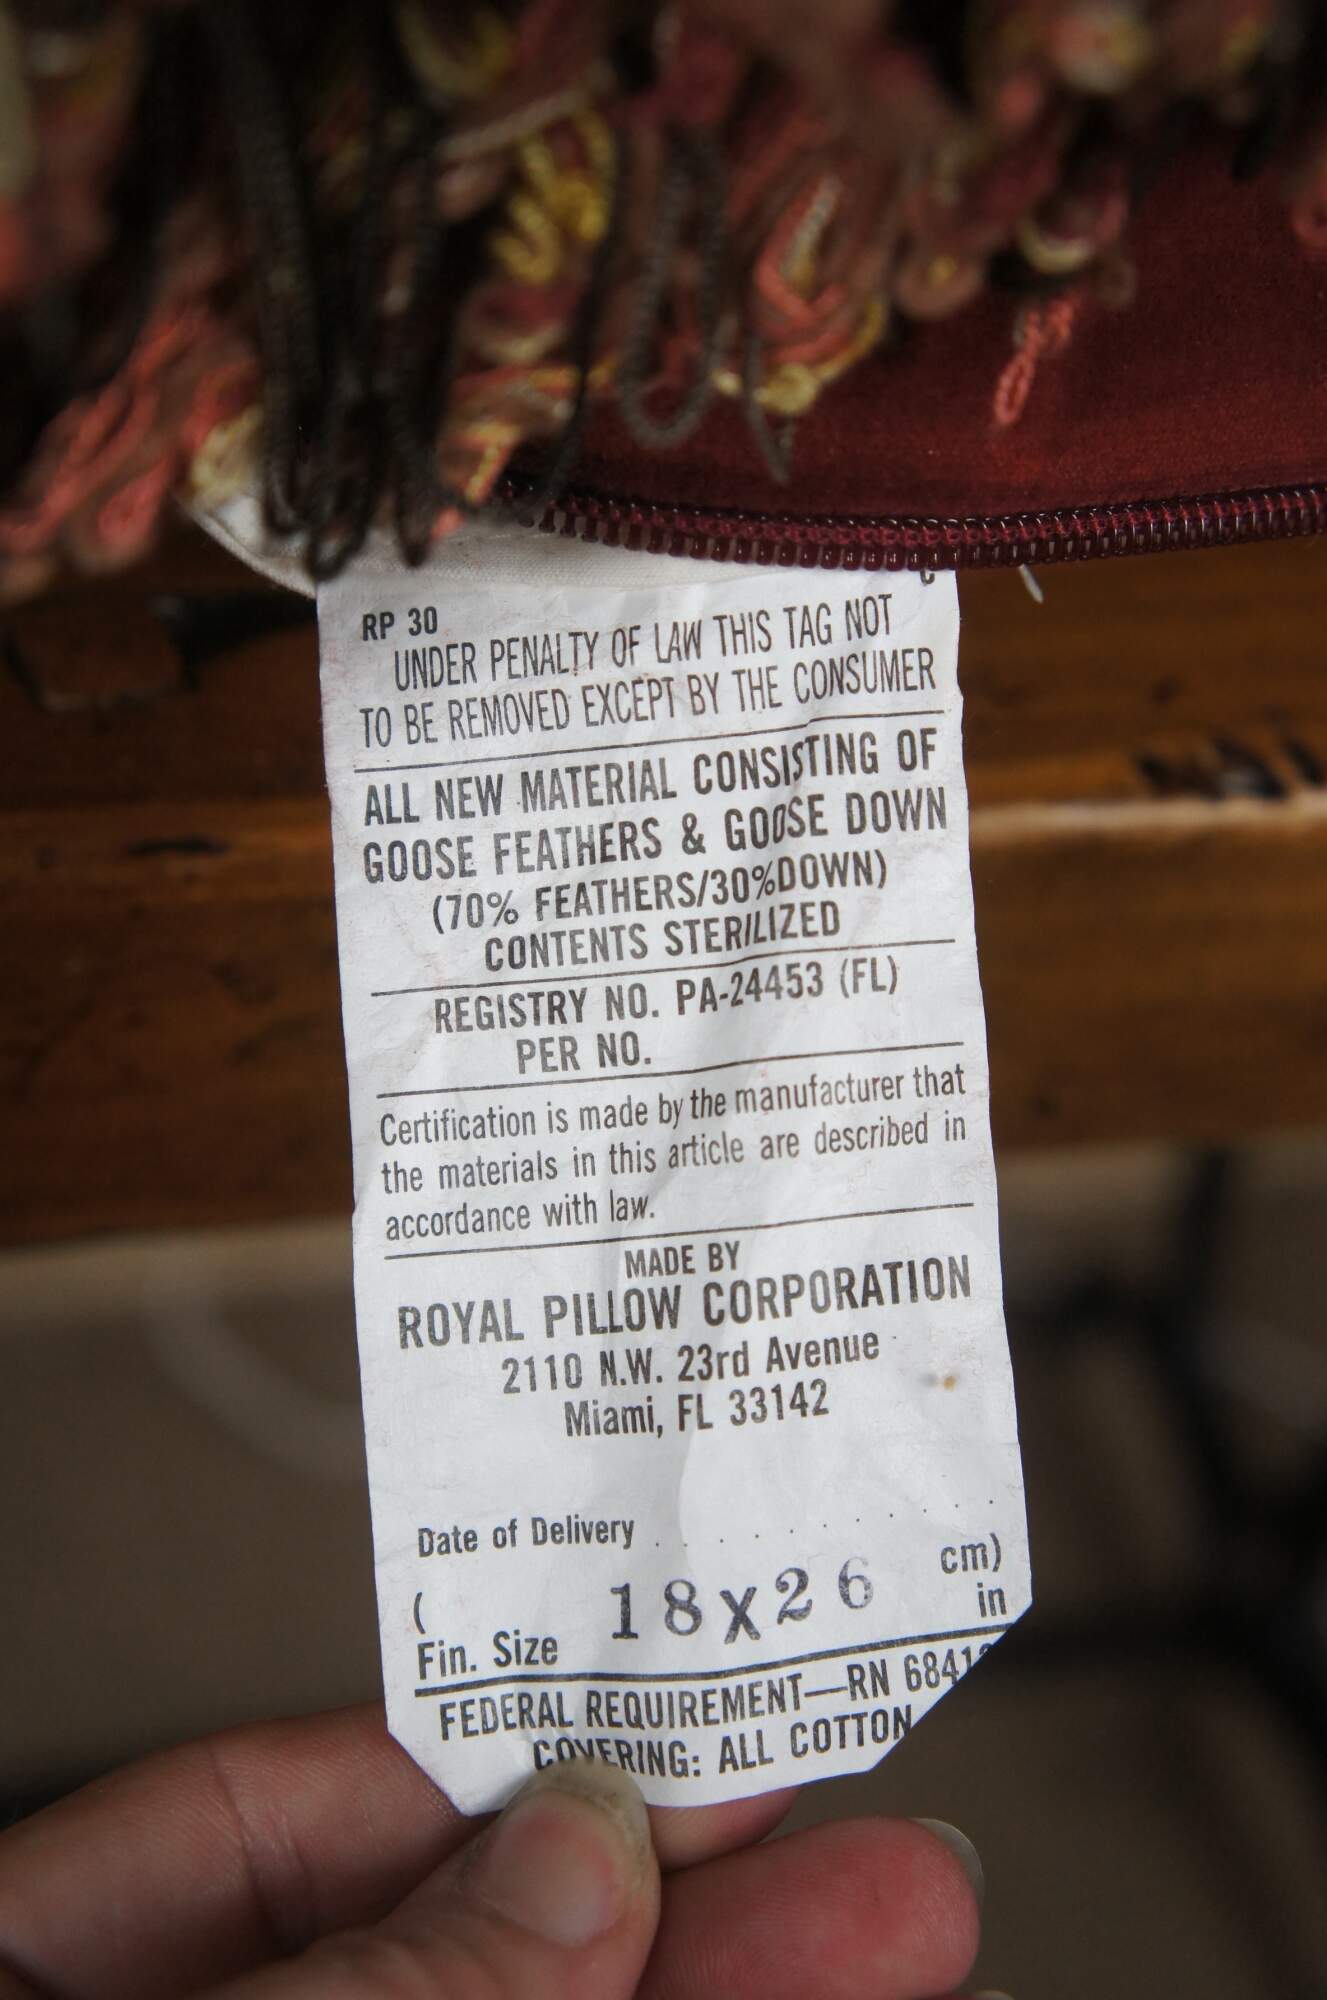 RP 30
UNDER PENALTY OF LAW THIS TAG NOT
TO BE REMOVED EXCEPT BY THE CONSUMER
ALL NEW MATERIAL CONSISTING OF
GOOSE FEATHERS & GOOSE DOWN
(70% FEATHERS/30%DOWN)
CONTENTS STERILIZED
REGISTRY NO. PA-24453 (FL)
PER NO.
Certification is made by the manufacturer that
the materials in this article are described in
accordance with law.
MADE BY
ROYAL PILLOW CORPORATION
2110 N.W. 23rd Avenue
Miami, FL 33142
Date of Delivery . . . . . . . . .
( cm)
Fin. Size 18 X 26 in
FEDERAL REQUIREMENT—RN
COVERING: ALL COTTON